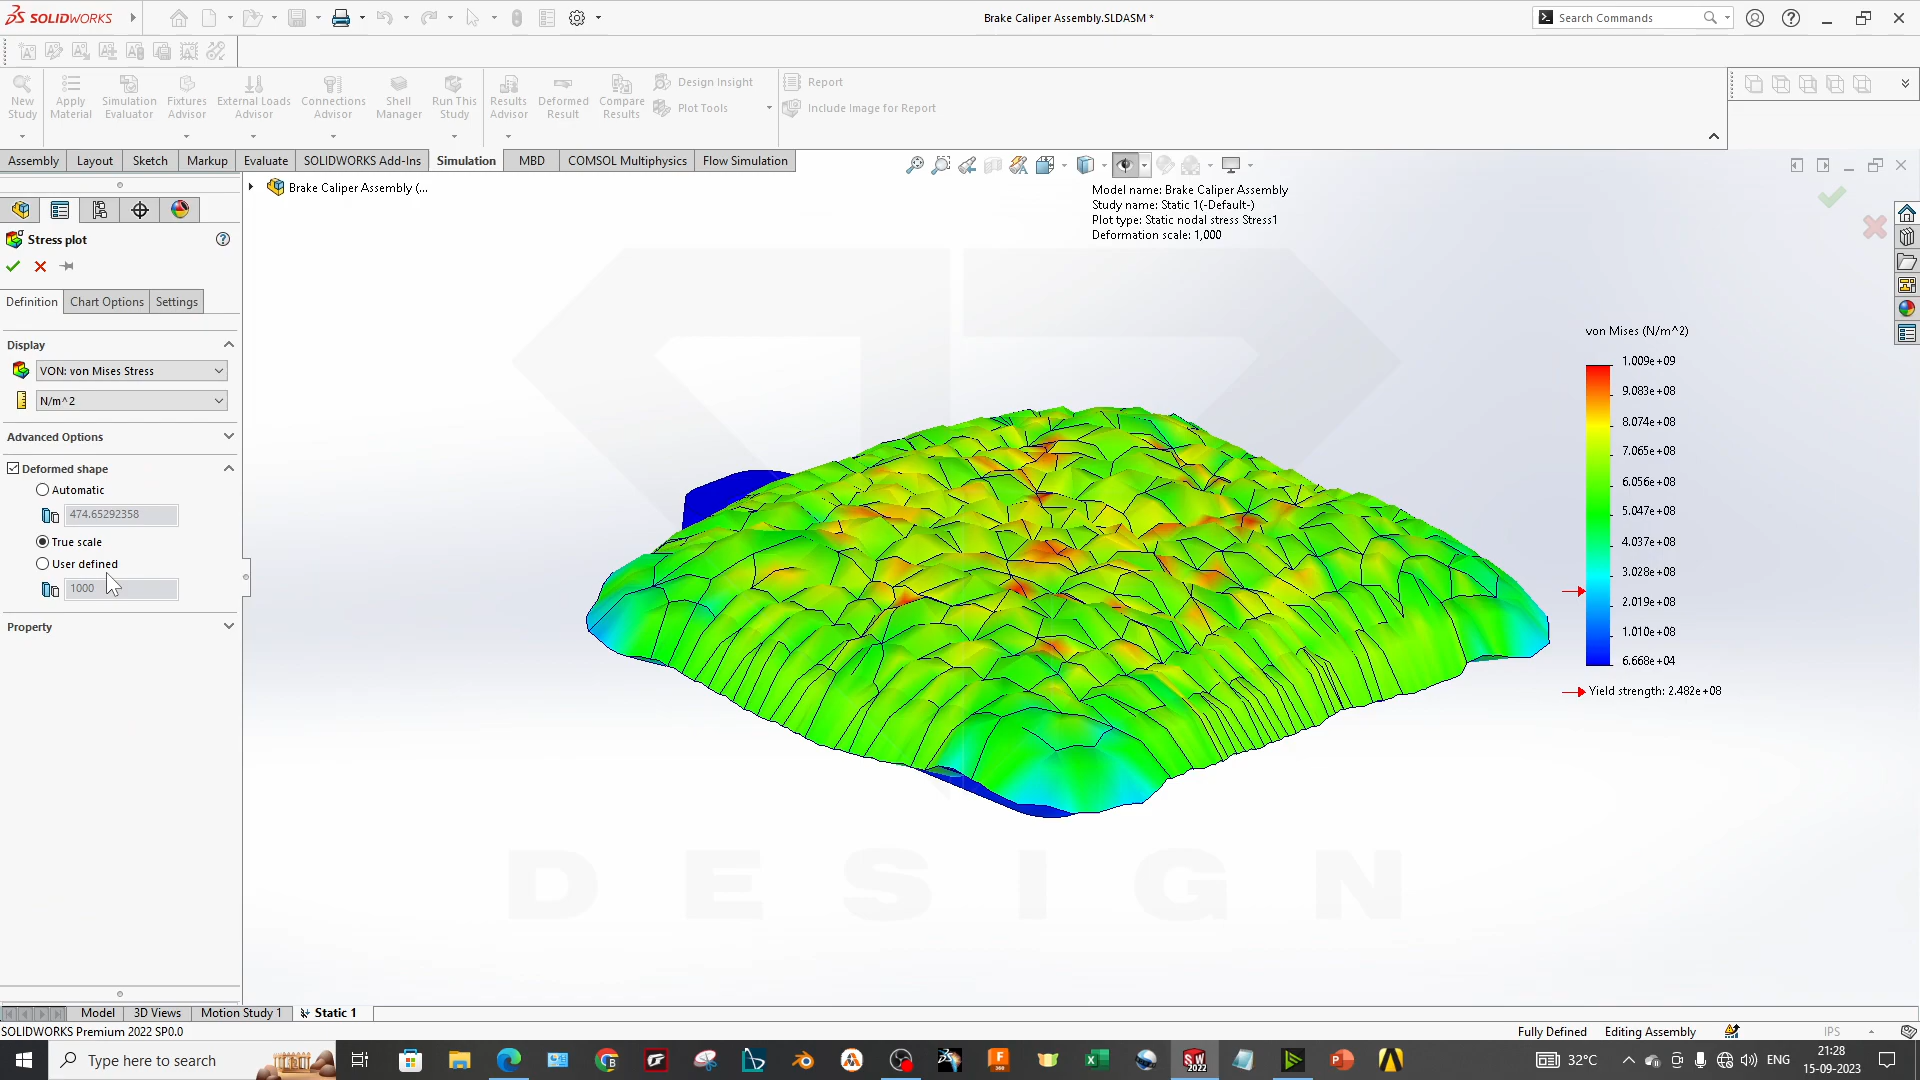 SOLIDWORKS
Brake Caliper Assembly.SLDASM *
Search Commands
New Study
Apply Material
Simulation Evaluator
Fixtures Advisor
External Loads Advisor
Connections Advisor
Shell Manager
Run This Study
Results Advisor
Deformed Result
Compare Results
Design Insight
Plot Tools
Report
Include Image for Report
Assembly
Layout
Sketch
Markup
Evaluate
SOLIDWORKS Add-Ins
Simulation
MBD
COMSOL Multiphysics
Flow Simulation
Brake Caliper Assembly (...
Model name: Brake Caliper Assembly
Study name: Static 1(-Default-)
Plot type: Static nodal stress Stress1
Deformation scale: 1,000
Stress plot
Definition
Chart Options
Settings
Display
VON: von Mises Stress
N/m^2
Advanced Options
Deformed shape
Automatic
474.65292358
True scale
User defined
1000
Property
von Mises (N/m^2)
1.009e+09
9.083e+08
8.074e+08
7.065e+08
6.056e+08
5.047e+08
4.037e+08
3.028e+08
2.019e+08
1.010e+08
6.668e+04
Yield strength: 2.482e+08
DESIGN
Model
3D Views
Motion Study 1
Static 1
SOLIDWORKS Premium 2022 SP0.0
Fully Defined
Editing Assembly
IPS
Type here to search
32°C
ENG
21:28
15-09-2023